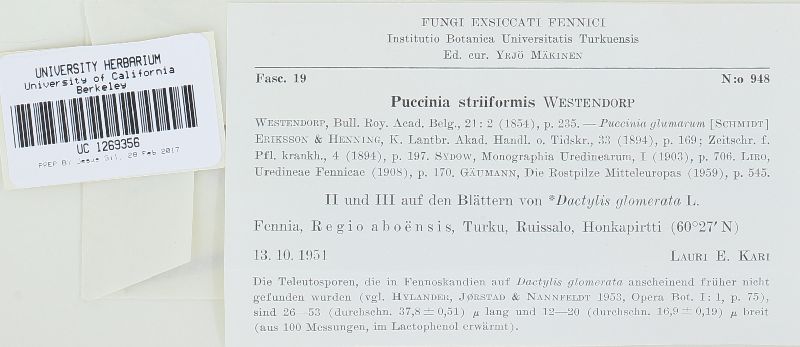 UNIVERSITY HERBARIUM
University of California
Berkeley
UC 1269356
PREP BY Jesus Gil, 28 Feb 2017
FUNGI EXSICCATI FENNICI
Institutio Botanica Universitatis Turkuensis
Ed. cur. YRJÖ MÄKINEN
Fasc. 19 N:o 948
Puccinia striiformis WESTENDORP
WESTENDORP, Bull. Roy. Acad. Belg., 21: 2 (1854), p. 235. — Puccinia glumarum [SCHMIDT]
ERIKSSON & HENNING, K. Lantbr. Akad. Handl. o. Tidskr., 33 (1894), p. 169; Zeitschr. f.
Pfl. krankh., 4 (1894), p. 197. SYDOW, Monographia Uredinearum, I (1903), p. 706. LIRO,
Uredineae Fennicae (1908), p. 170. GÄUMANN, Die Rostpilze Mitteleuropas (1959), p. 545.
II und III auf den Blättern von *Dactylis glomerata L.
Fennia, Regio aboënsis, Turku, Ruissalo, Honkapirtti (60°27' N)
13. 10. 1951 LAURI E. KARI
Die Teleutosporen, die in Fennoskandien auf Dactylis glomerata anscheinend früher nicht
gefunden wurden (vgl. HYLANDER, JØRSTAD & NANNFELDT 1953, Opera Bot. I: 1, p. 75),
sind 26—53 (durchschn. 37,8 ± 0,51) µ lang und 12—20 (durchschn. 16,9 ± 0,19) µ breit
(aus 100 Messungen, im Lactophenol erwärmt).